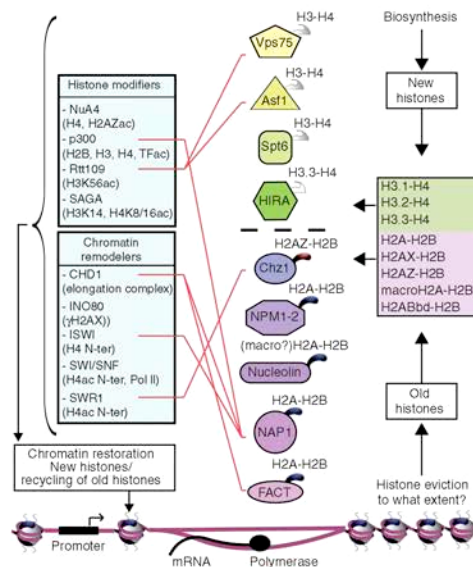 Histone modifiers
- NuA4
(H4, H2AZac)
- p300
(H2B, H3, H4, TFac)
- Rtt109
(H3K56ac)
- SAGA
(H3K14, H4K8/16ac)
Chromatin
remodelers
- CHD1
(elongation complex)
- INO80
(γH2AX))
- ISWI
(H4 N-ter)
- SWI/SNF
(H4ac N-ter, Pol II)
- SWR1
(H4ac N-ter)
Chromatin restoration
New histones/
recycling of old histones
H3-H4
Vps75
H3-H4
Asf1
H3-H4
Spt6
H3.3-H4
HIRA
H2AZ-H2B
Chz1
H2A-H2B
NPM1-2
(macro?)H2A-H2B
Nucleolin
H2A-H2B
NAP1
H2A-H2B
FACT
Biosynthesis
New
histones
H3.1-H4
H3.2-H4
H3.3-H4
H2A-H2B
H2AX-H2B
H2AZ-H2B
macroH2A-H2B
H2ABbd-H2B
Old
histones
Histone eviction
to what extent?
Promoter
mRNA
Polymerase